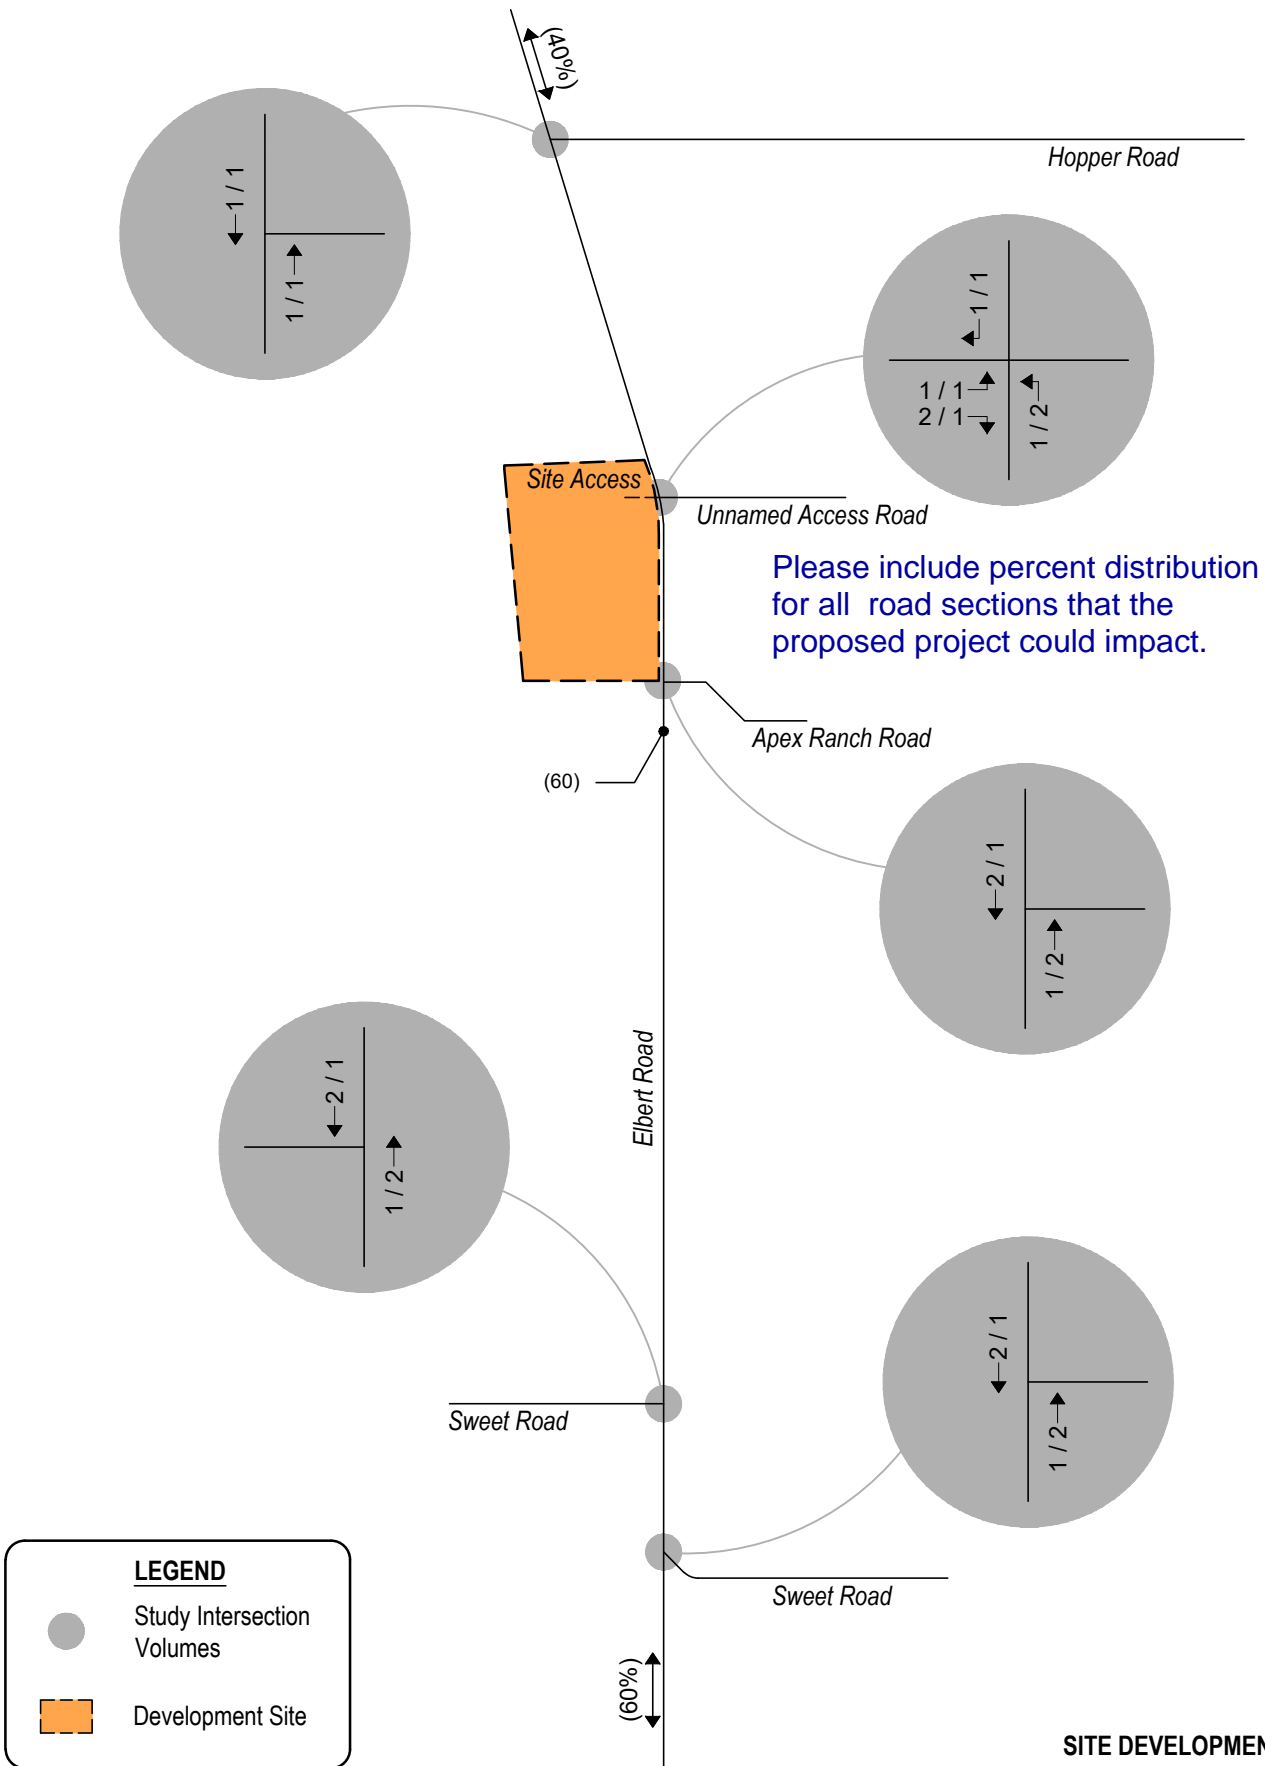 (40%)
Hopper Road
1 / 1
1 / 1
1 / 1
1 / 1
2 / 1
1 / 2
Site Access
Unnamed Access Road
Please include percent distribution
for all road sections that the
proposed project could impact.
Apex Ranch Road
(60)
2 / 1
1 / 2
Elbert Road
2 / 1
1 / 2
2 / 1
1 / 2
Sweet Road
Sweet Road
(60%)
LEGEND
Study Intersection
Volumes
Development Site
SITE DEVELOPMEN